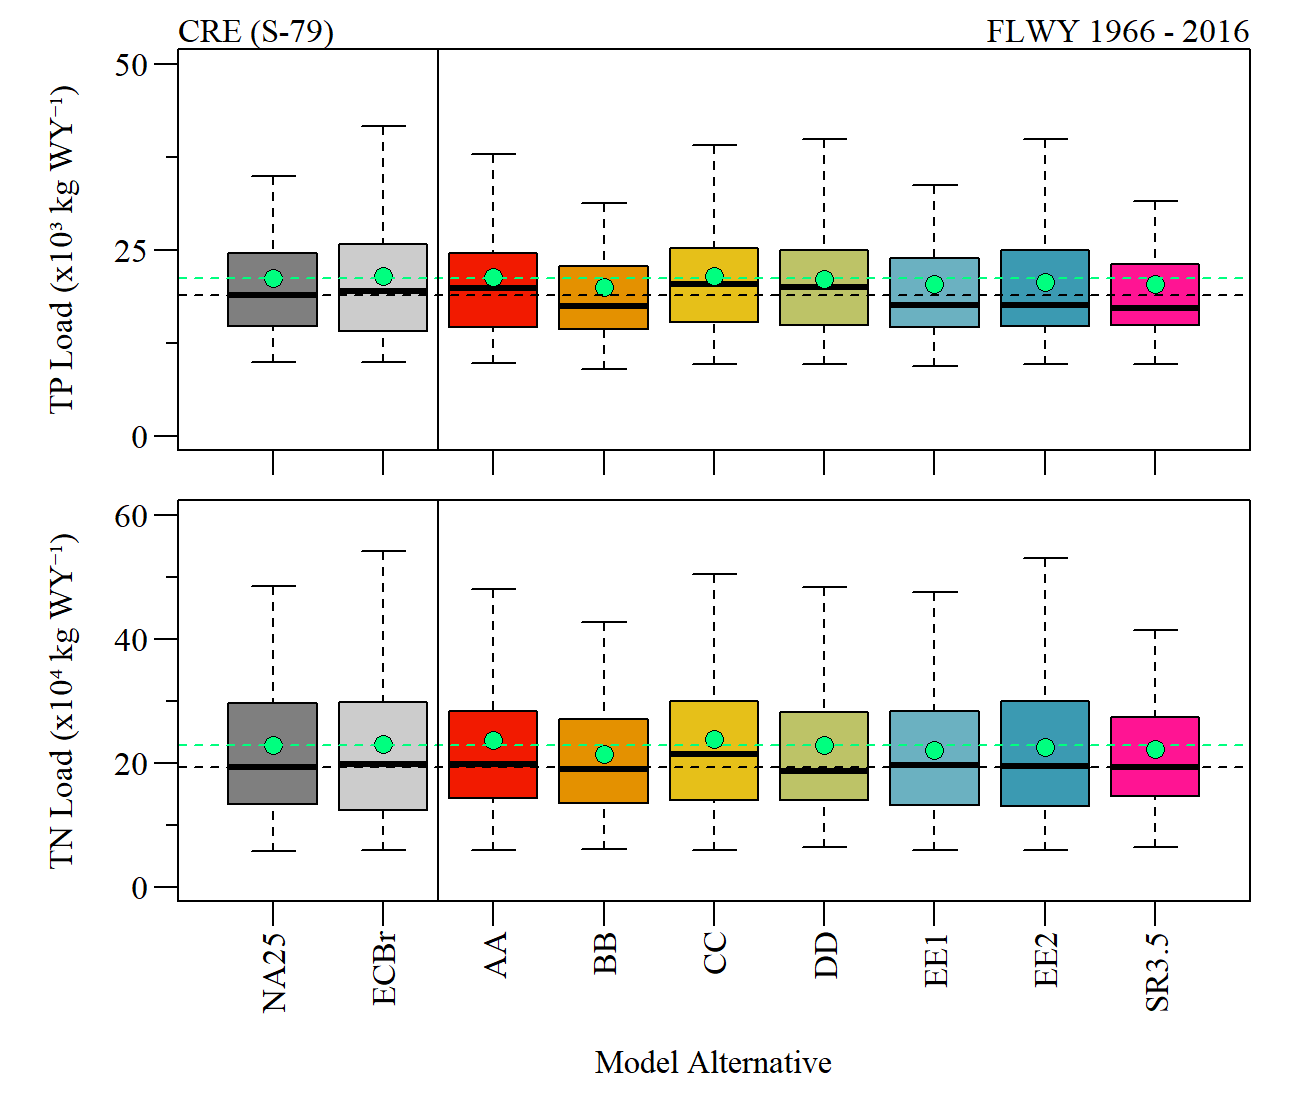 CRE (S-79)
FLWY 1966 - 2016
TP Load (x10³ kg WY⁻¹)
50
25
0
TN Load (x10⁴ kg WY⁻¹)
60
40
20
0
NA25
ECBr
AA
BB
CC
DD
EE1
EE2
SR3.5
Model Alternative